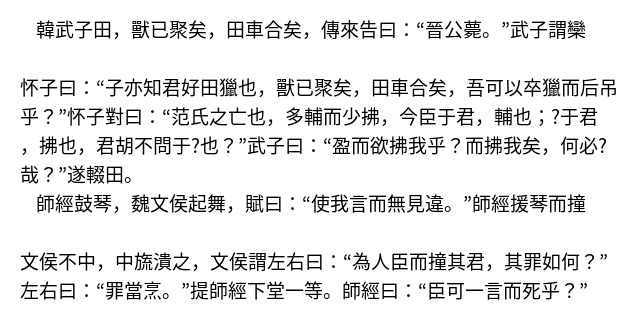 韓武子田，獸已聚矣，田車合矣，傳來告曰：“晉公薨。”武子謂欒
怀子曰：“子亦知君好田獵也，獸已聚矣，田車合矣，吾可以卒獵而后吊
乎？”怀子對曰：“范氏之亡也，多輔而少拂，今臣于君，輔也；?于君
，拂也，君胡不問于?也？”武子曰：“盈而欲拂我乎？而拂我矣，何必?
哉？”遂輟田。
師經鼓琴，魏文侯起舞，賦曰：“使我言而無見違。”師經援琴而撞
文侯不中，中旒潰之，文侯謂左右曰：“為人臣而撞其君，其罪如何？”
左右曰：“罪當烹。”提師經下堂一等。師經曰：“臣可一言而死乎？”